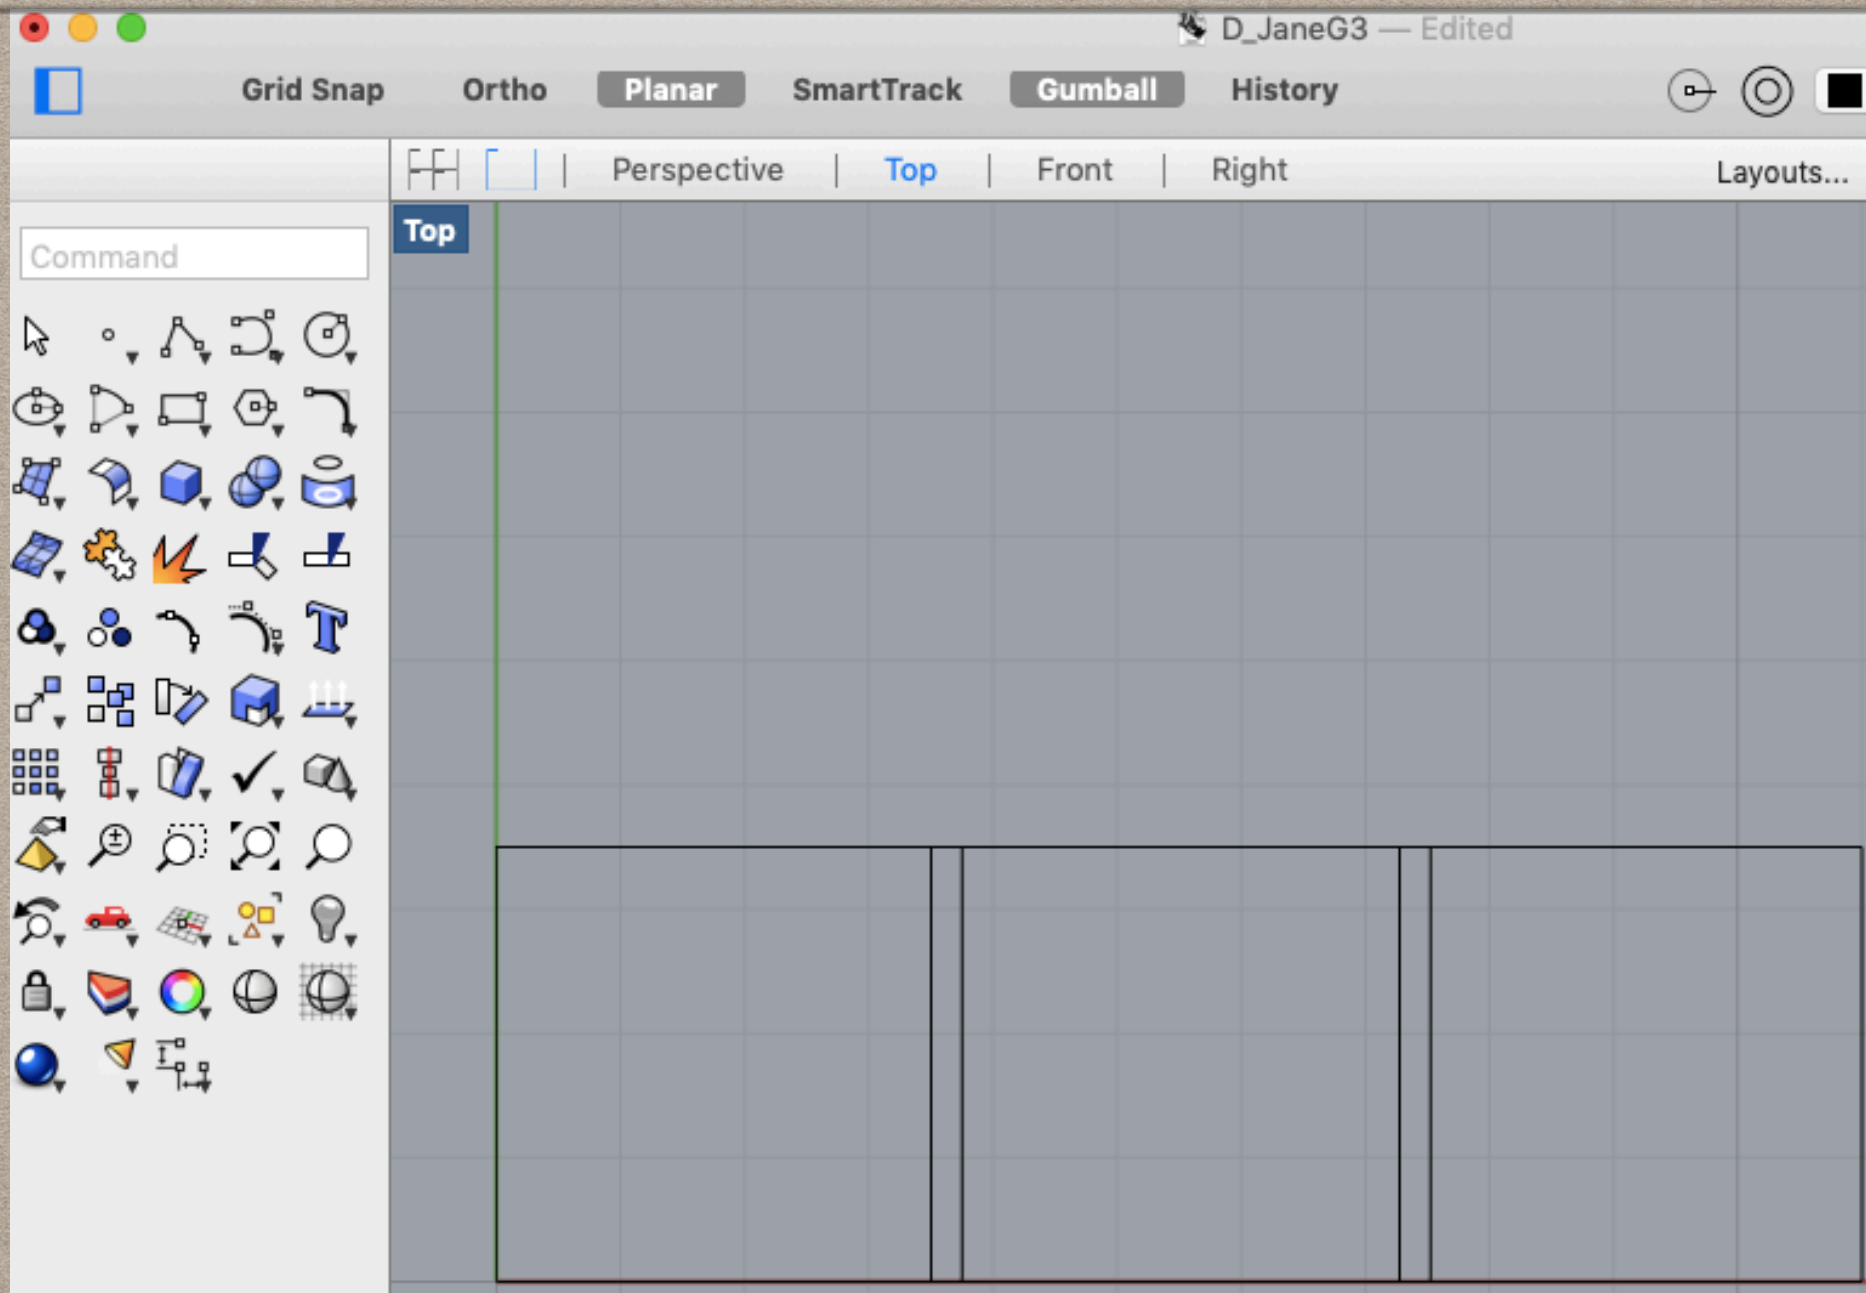 D_JaneG3 — Edited
Grid Snap Ortho Planar SmartTrack Gumball History
Perspective | Top | Front | Right Layouts...
Top
Command